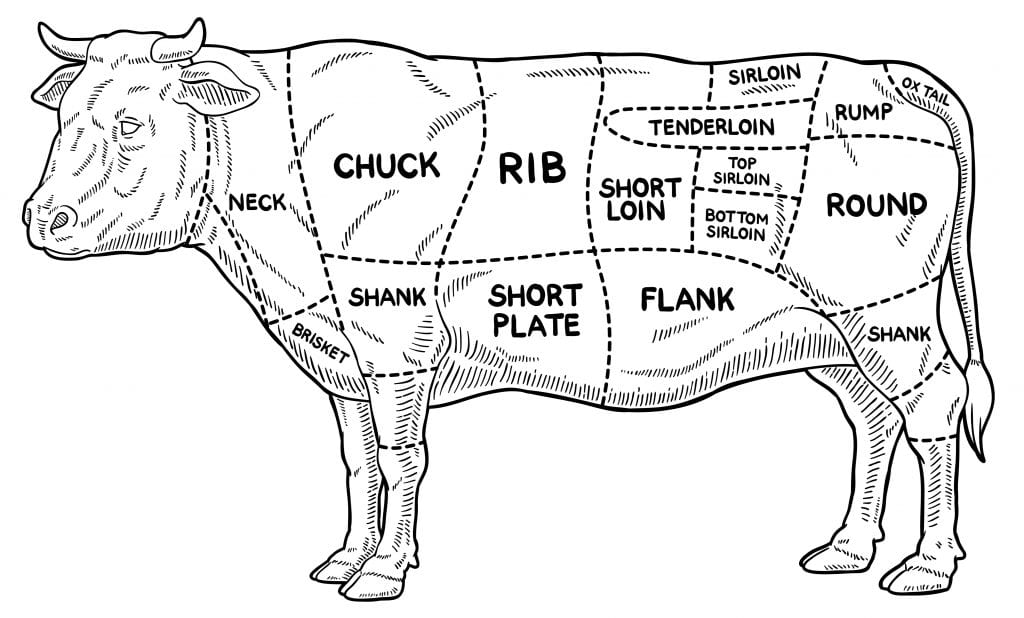 SIRLOIN
OX TAIL
RUMP
TENDERLOIN
CHUCK
RIB
TOP
SIRLOIN
SHORT
LOIN
NECK
BOTTOM
SIRLOIN
ROUND
SHANK
SHORT
PLATE
FLANK
BRISKET
SHANK